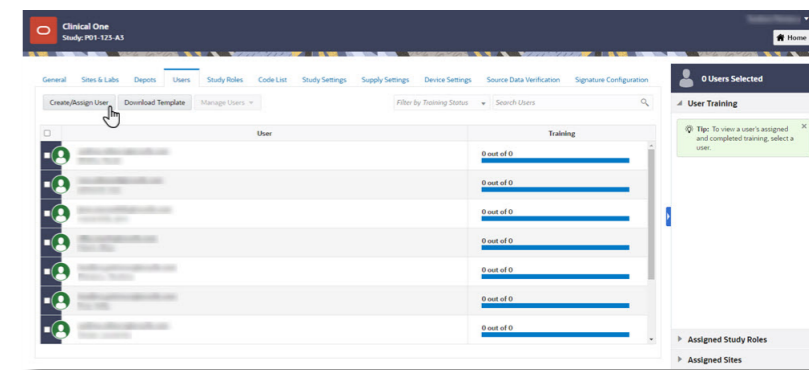 Clinical One
Study: P01-123-A3
Home
General Sites & Labs Depots Users Study Roles Code List Study Settings Supply Settings Device Settings Source Data Verification Signature Configuration
Create/Assign User Download Template Manage Users Filter by Training Status Search Users
User Training
0 out of 0
0 out of 0
0 out of 0
0 out of 0
0 out of 0
0 out of 0
0 out of 0
0 Users Selected
User Training
Tip: To view a user's assigned
and completed training, select a
user.
Assigned Study Roles
Assigned Sites